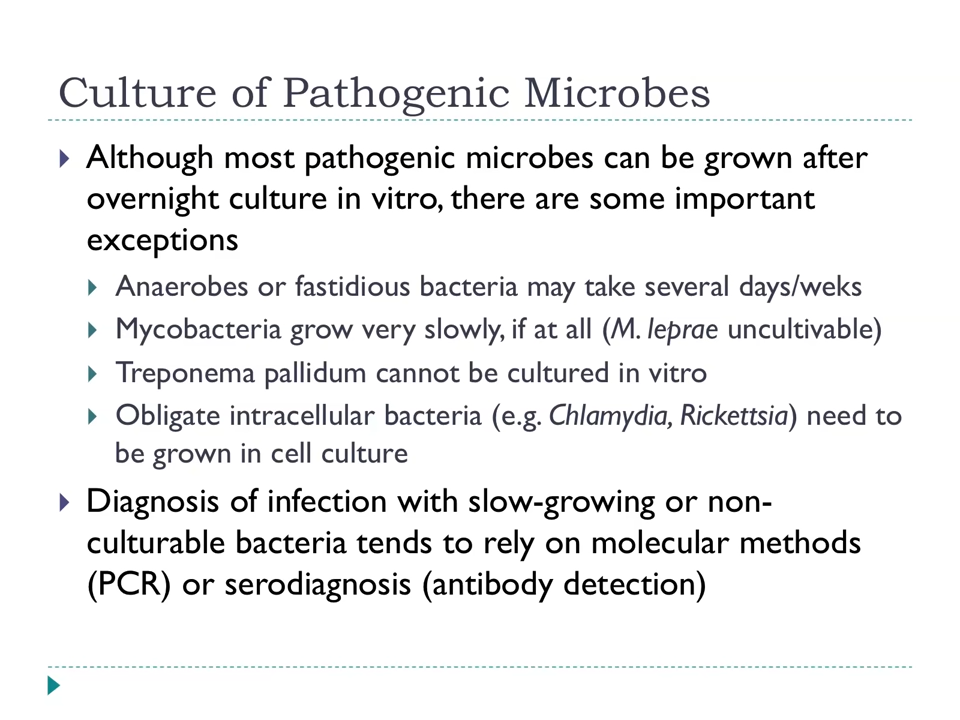 Culture of Pathogenic Microbes
Although most pathogenic microbes can be grown after
overnight culture in vitro, there are some important
exceptions
Anaerobes or fastidious bacteria may take several days/weks
Mycobacteria grow very slowly, if at all (M. leprae uncultivable)
Treponema pallidum cannot be cultured in vitro
Obligate intracellular bacteria (e.g. Chlamydia, Rickettsia) need to
be grown in cell culture
Diagnosis of infection with slow-growing or non-
culturable bacteria tends to rely on molecular methods
(PCR) or serodiagnosis (antibody detection)